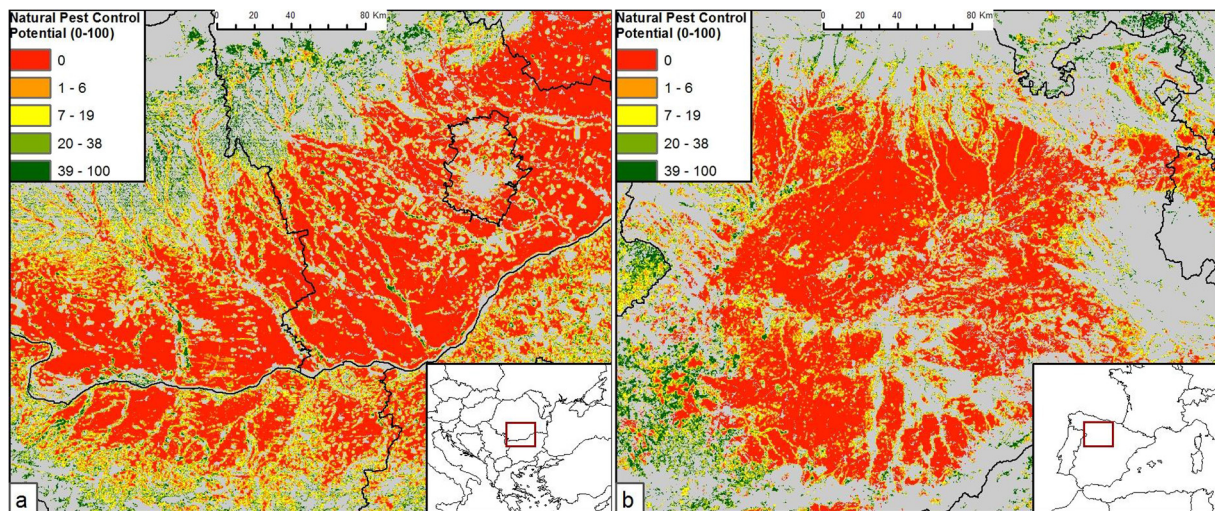 Natural Pest Control
Potential (0-100)
0
1 - 6
7 - 19
20 - 38
39 - 100
0 20 40 80 Km
a
Natural Pest Control
Potential (0-100)
0
1 - 6
7 - 19
20 - 38
39 - 100
0 20 40 80 Km
b